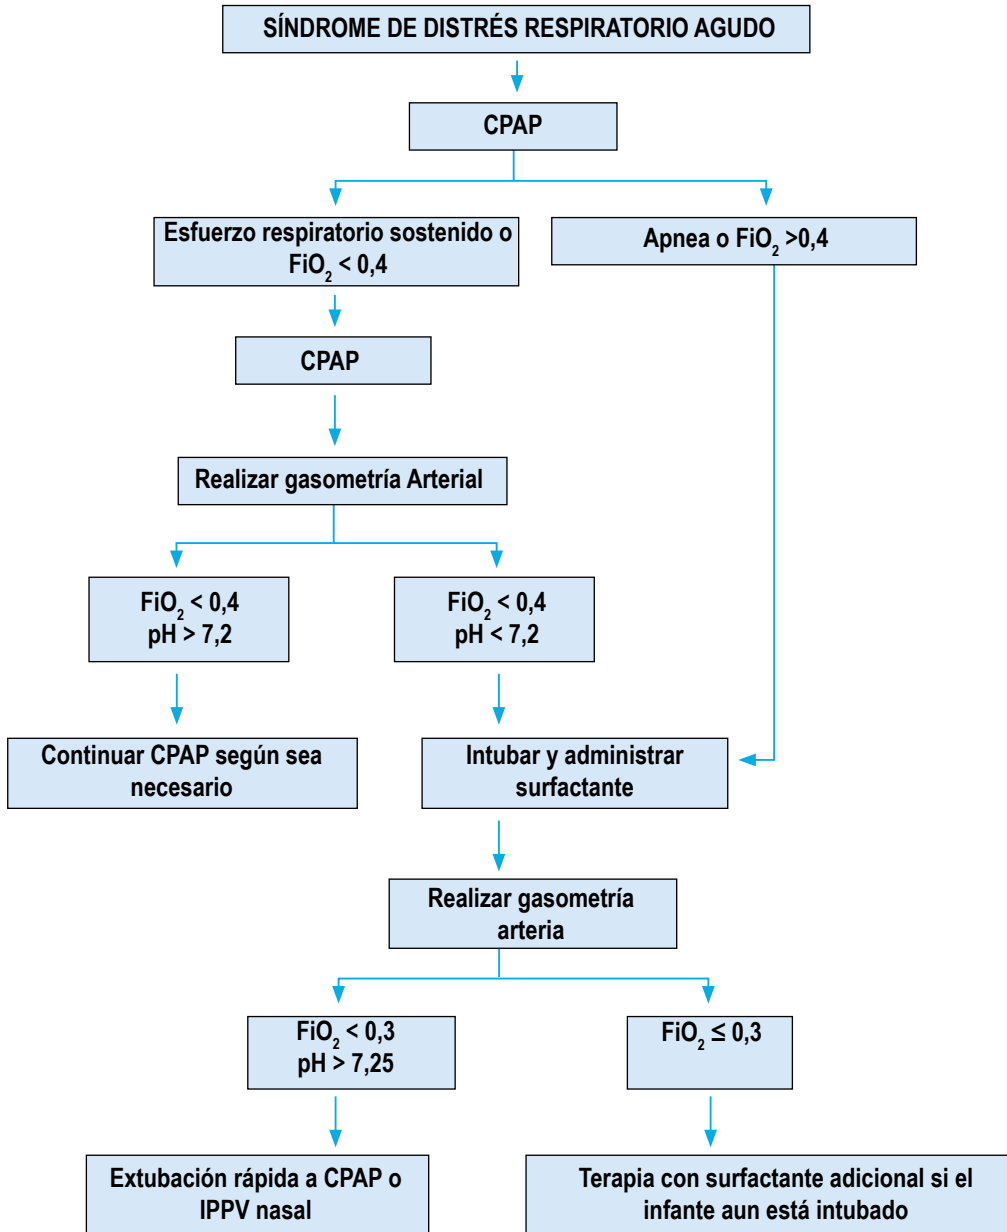 SÍNDROME DE DISTRÉS RESPIRATORIO AGUDO
CPAP
Esfuerzo respiratorio sostenido o
FiO₂ < 0,4
Apnea o FiO₂ >0,4
CPAP
Realizar gasometría Arterial
FiO₂ < 0,4
pH > 7,2
FiO₂ < 0,4
pH < 7,2
Continuar CPAP según sea
necesario
Intubar y administrar
surfactante
Realizar gasometría
arteria
FiO₂ < 0,3
pH > 7,25
FiO₂ ≤ 0,3
Extubación rápida a CPAP o
IPPV nasal
Terapia con surfactante adicional si el
infante aun está intubado